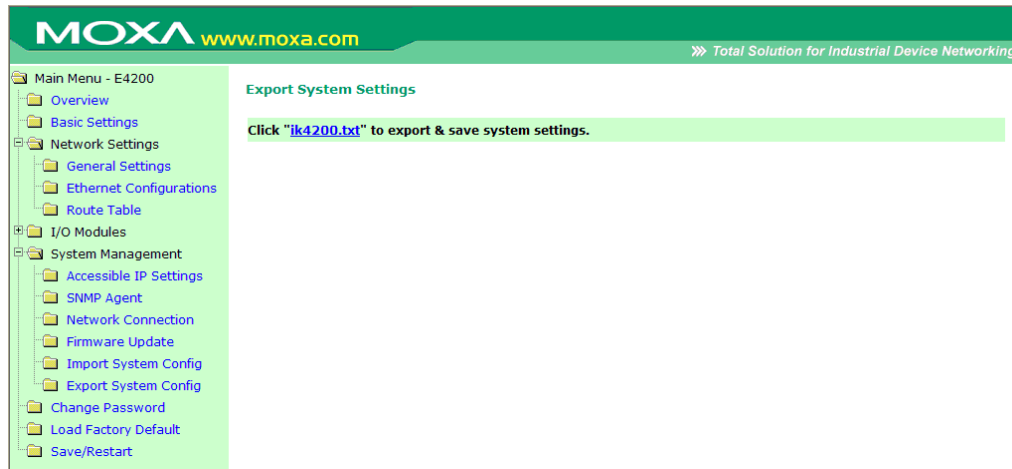 MOXA www.moxa.com
Total Solution for Industrial Device Networking
Main Menu - E4200
Overview
Basic Settings
Network Settings
General Settings
Ethernet Configurations
Route Table
I/O Modules
System Management
Accessible IP Settings
SNMP Agent
Network Connection
Firmware Update
Import System Config
Export System Config
Change Password
Load Factory Default
Save/Restart
Export System Settings
Click "ik4200.txt" to export & save system settings.